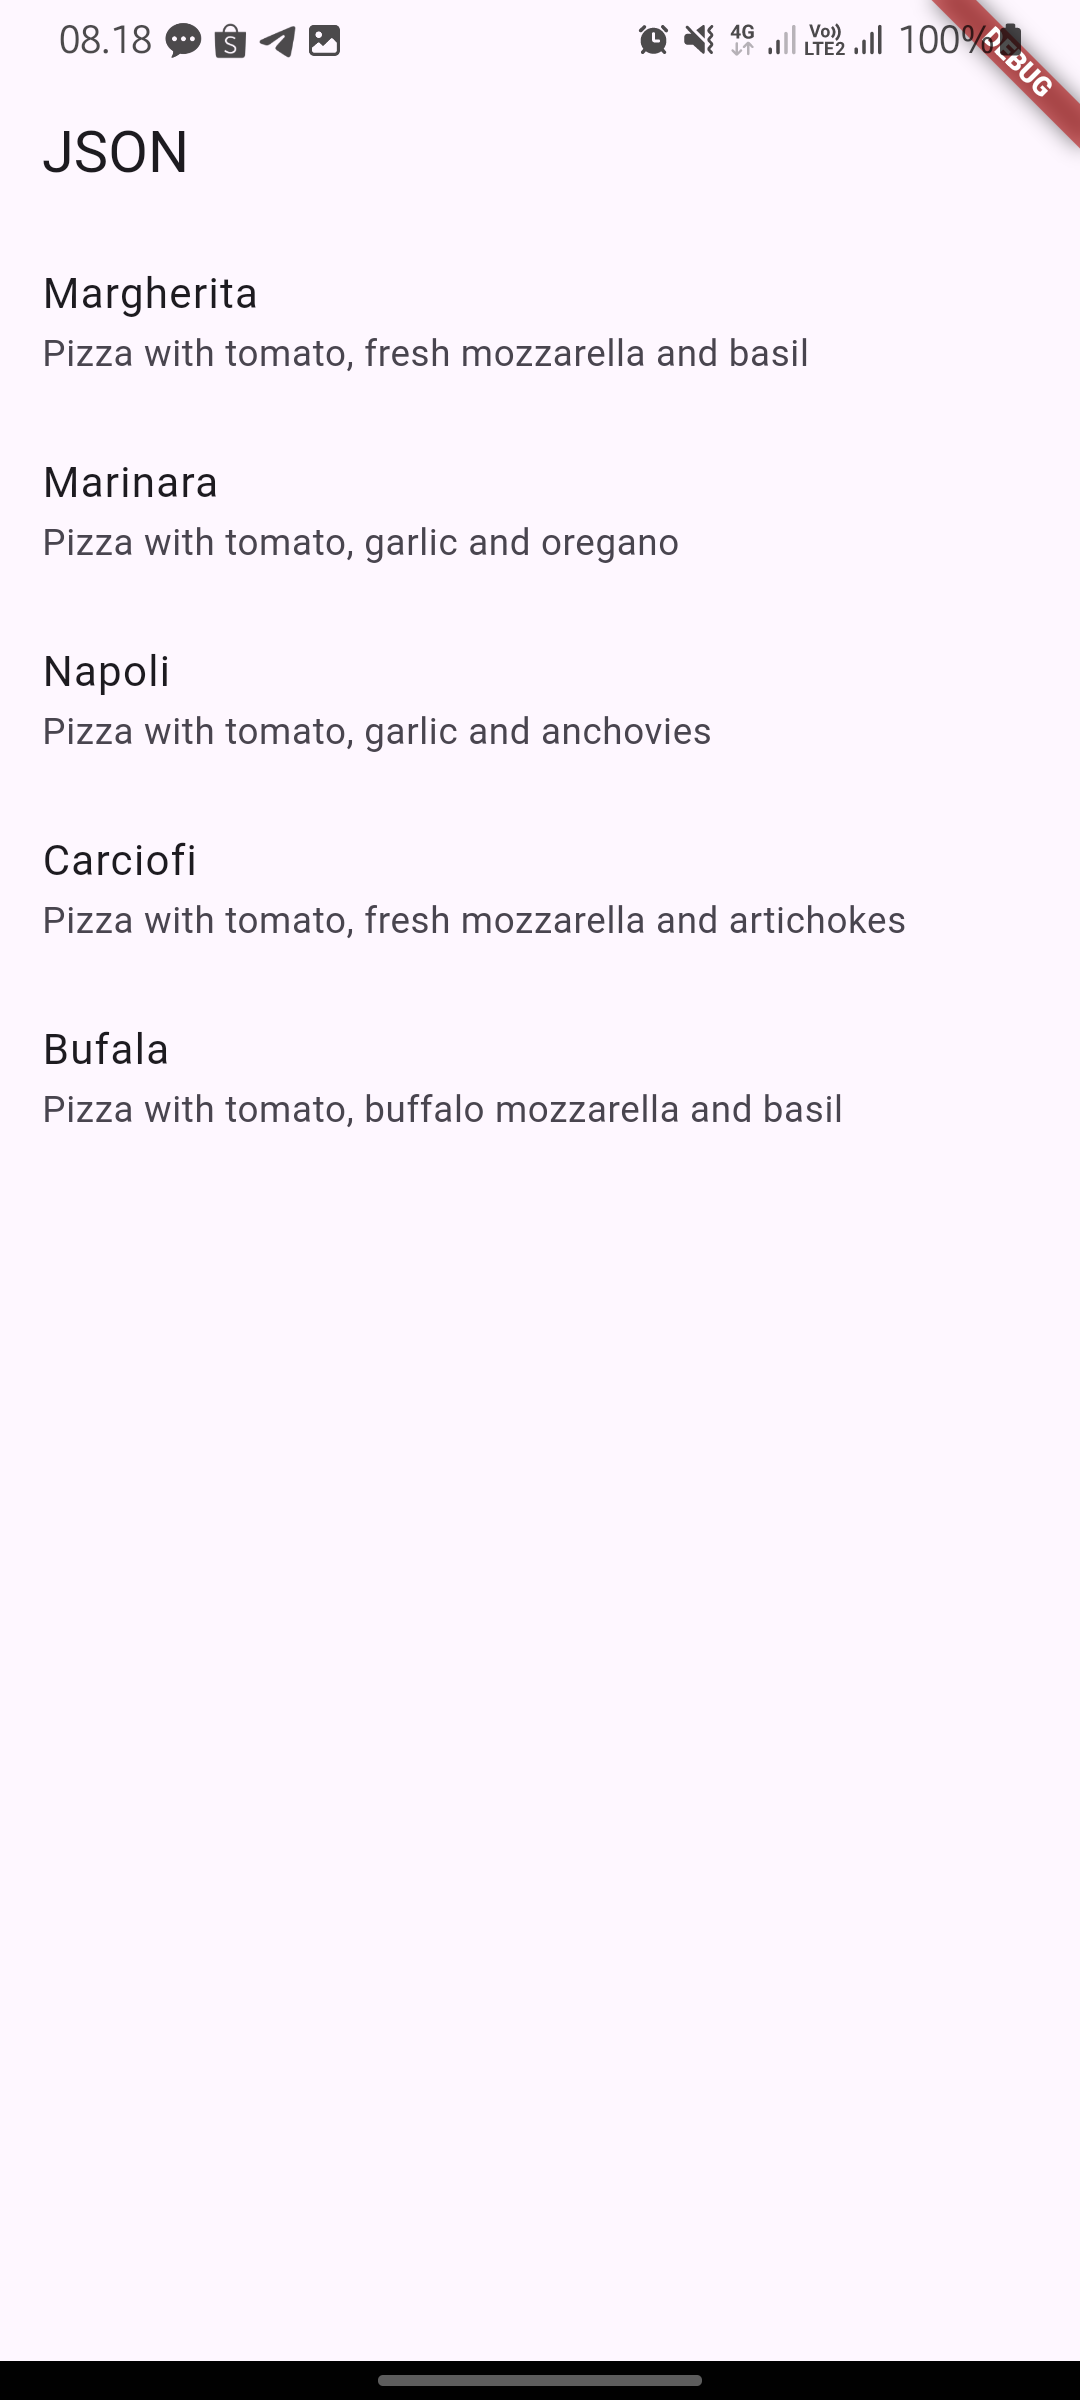 08.18 S 4G Vo)) LTE2 100%
DEBUG
JSON
Margherita
Pizza with tomato, fresh mozzarella and basil
Marinara
Pizza with tomato, garlic and oregano
Napoli
Pizza with tomato, garlic and anchovies
Carciofi
Pizza with tomato, fresh mozzarella and artichokes
Bufala
Pizza with tomato, buffalo mozzarella and basil